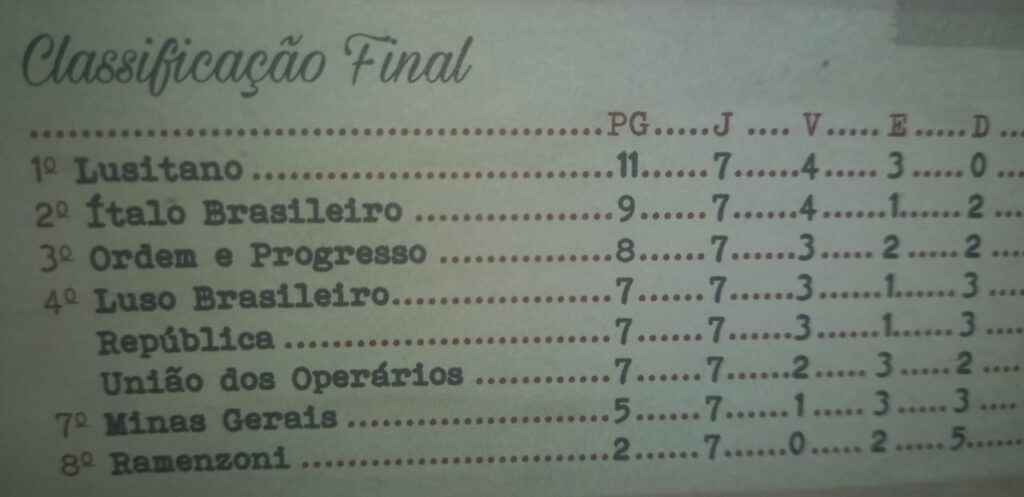 Classificação Final
PG J V E D
1º Lusitano 11 7 4 3 0
2º Ítalo Brasileiro 9 7 4 1 2
3º Ordem e Progresso 8 7 3 2 2
4º Luso Brasileiro 7 7 3 1 3
República 7 7 3 1 3
União dos Operários 7 7 2 3 2
7º Minas Gerais 5 7 1 3 3
8º Ramenzoni 2 7 0 2 5